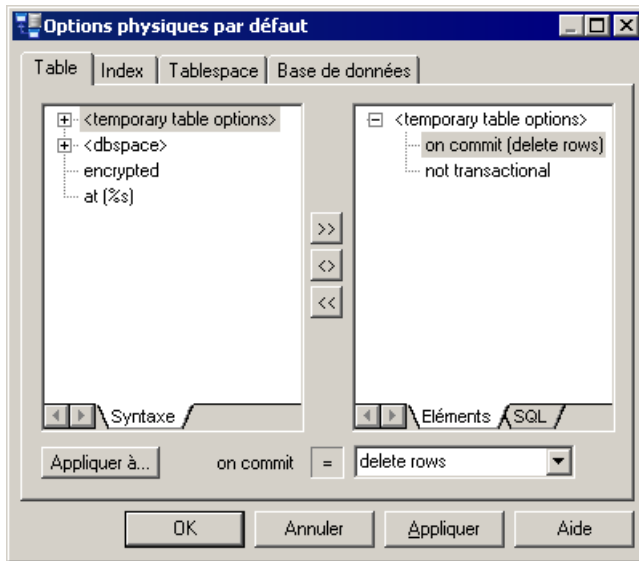 Options physiques par défaut
Table Index Tablespace Base de données
<temporary table options>
<dbspace>
encrypted
at (%s)
>>
<>
<<
<temporary table options>
on commit (delete rows)
not transactional
Syntaxe
Eléments SQL
Appliquer à... on commit = delete rows
OK Annuler Appliquer Aide